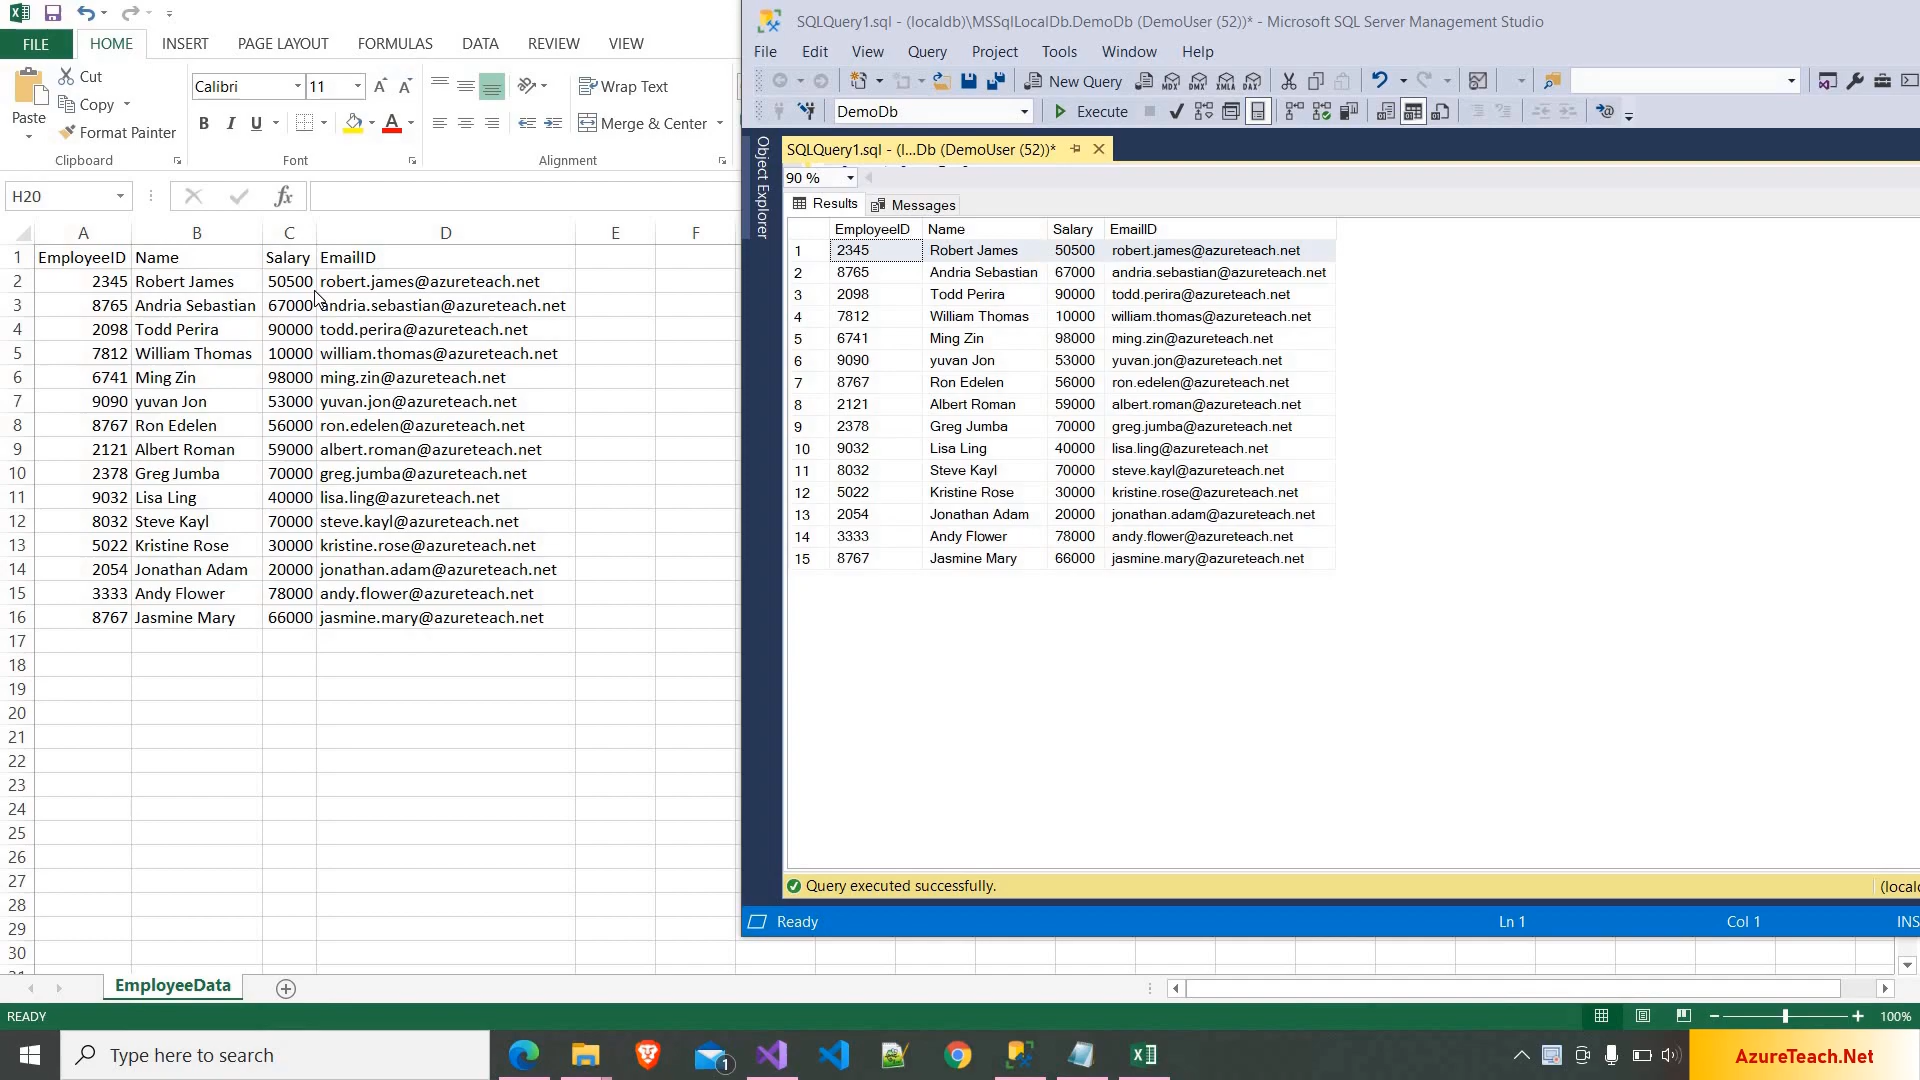 FILE HOME INSERT PAGE LAYOUT FORMULAS DATA REVIEW VIEW
Paste
Cut
Copy
Format Painter
Clipboard
Calibri 11
B I U
Font
Wrap Text
Merge & Center
Alignment
H20
A B C D E F
1 EmployeeID Name Salary EmailID
2 2345 Robert James 50500 robert.james@azureteach.net
3 8765 Andria Sebastian 67000 andria.sebastian@azureteach.net
4 2098 Todd Perira 90000 todd.perira@azureteach.net
5 7812 William Thomas 10000 william.thomas@azureteach.net
6 6741 Ming Zin 98000 ming.zin@azureteach.net
7 9090 yuvan Jon 53000 yuvan.jon@azureteach.net
8 8767 Ron Edelen 56000 ron.edelen@azureteach.net
9 2121 Albert Roman 59000 albert.roman@azureteach.net
10 2378 Greg Jumba 70000 greg.jumba@azureteach.net
11 9032 Lisa Ling 40000 lisa.ling@azureteach.net
12 8032 Steve Kayl 70000 steve.kayl@azureteach.net
13 5022 Kristine Rose 30000 kristine.rose@azureteach.net
14 2054 Jonathan Adam 20000 jonathan.adam@azureteach.net
15 3333 Andy Flower 78000 andy.flower@azureteach.net
16 8767 Jasmine Mary 66000 jasmine.mary@azureteach.net
17
18
19
20
21
22
23
24
25
26
27
28
29
30
EmployeeData
READY
100%
SQLQuery1.sql - (localdb)\MSSqlLocalDb.DemoDb (DemoUser (52))* - Microsoft SQL Server Management Studio
File Edit View Query Project Tools Window Help
New Query
DemoDb
Execute
Object Explorer
SQLQuery1.sql - (l...Db (DemoUser (52))*
90 %
Results Messages
EmployeeID Name Salary EmailID
1 2345 Robert James 50500 robert.james@azureteach.net
2 8765 Andria Sebastian 67000 andria.sebastian@azureteach.net
3 2098 Todd Perira 90000 todd.perira@azureteach.net
4 7812 William Thomas 10000 william.thomas@azureteach.net
5 6741 Ming Zin 98000 ming.zin@azureteach.net
6 9090 yuvan Jon 53000 yuvan.jon@azureteach.net
7 8767 Ron Edelen 56000 ron.edelen@azureteach.net
8 2121 Albert Roman 59000 albert.roman@azureteach.net
9 2378 Greg Jumba 70000 greg.jumba@azureteach.net
10 9032 Lisa Ling 40000 lisa.ling@azureteach.net
11 8032 Steve Kayl 70000 steve.kayl@azureteach.net
12 5022 Kristine Rose 30000 kristine.rose@azureteach.net
13 2054 Jonathan Adam 20000 jonathan.adam@azureteach.net
14 3333 Andy Flower 78000 andy.flower@azureteach.net
15 8767 Jasmine Mary 66000 jasmine.mary@azureteach.net
Query executed successfully.
(local
Ready Ln 1 Col 1 INS
Type here to search
1
AzureTeach.Net